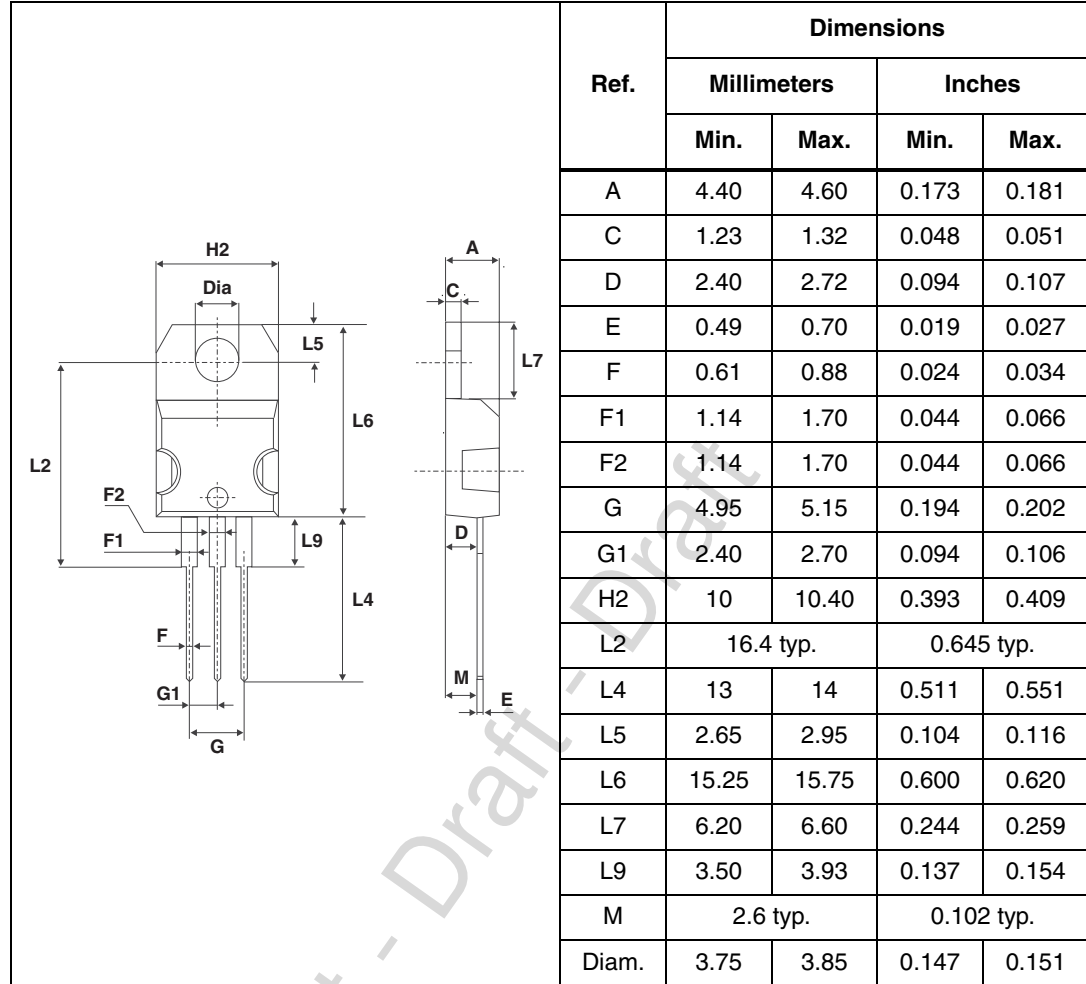 Ref.
Dimensions
Millimeters Inches
Min. Max. Min. Max.
A 4.40 4.60 0.173 0.181
C 1.23 1.32 0.048 0.051
D 2.40 2.72 0.094 0.107
E 0.49 0.70 0.019 0.027
F 0.61 0.88 0.024 0.034
F1 1.14 1.70 0.044 0.066
F2 1.14 1.70 0.044 0.066
G 4.95 5.15 0.194 0.202
G1 2.40 2.70 0.094 0.106
H2 10 10.40 0.393 0.409
L2 16.4 typ. 0.645 typ.
L4 13 14 0.511 0.551
L5 2.65 2.95 0.104 0.116
L6 15.25 15.75 0.600 0.620
L7 6.20 6.60 0.244 0.259
L9 3.50 3.93 0.137 0.154
M 2.6 typ. 0.102 typ.
Diam. 3.75 3.85 0.147 0.151
H2
Dia
L5
L6
L2
F2
F1
L9
L4
F
G1
G
A
C
L7
D
M
E
- Draft - Draft